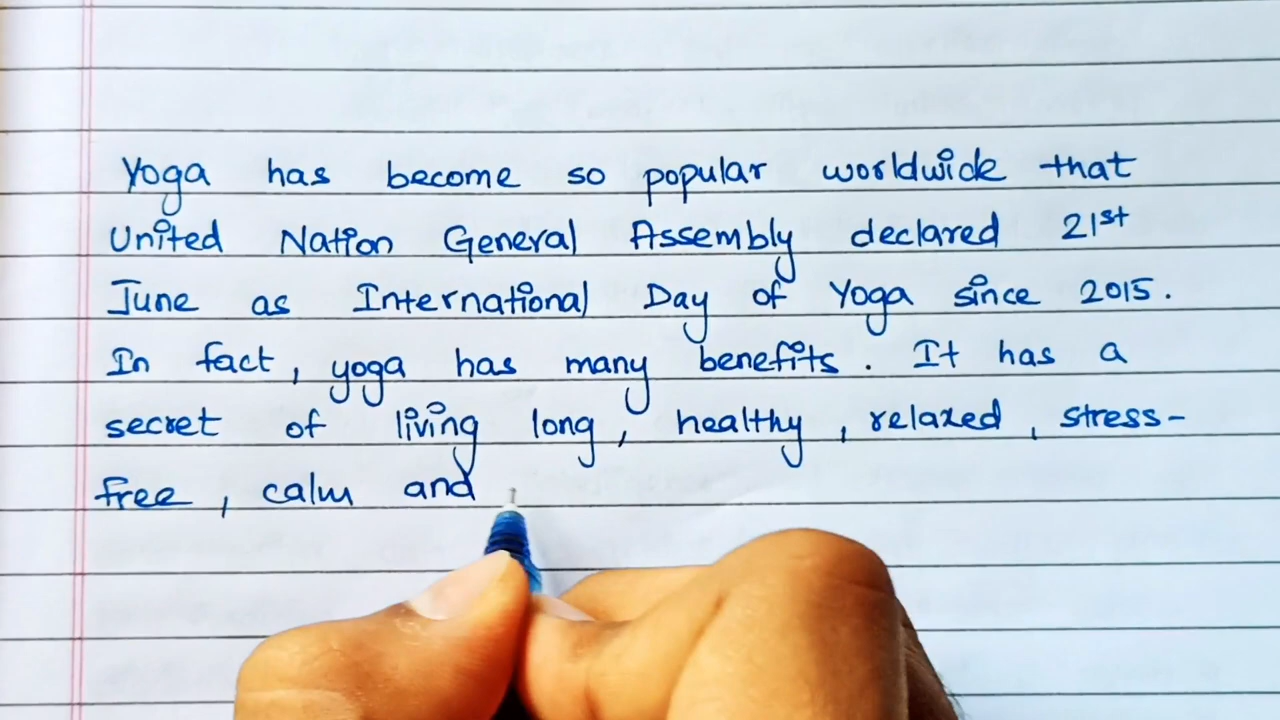 Yoga has become so popular worldwide that
United Nation General Assembly declared 21st
June as International Day of Yoga since 2015.
In fact, yoga has many benefits. It has a
secret of living long, healthy, relaxed, stress-
free, calm and